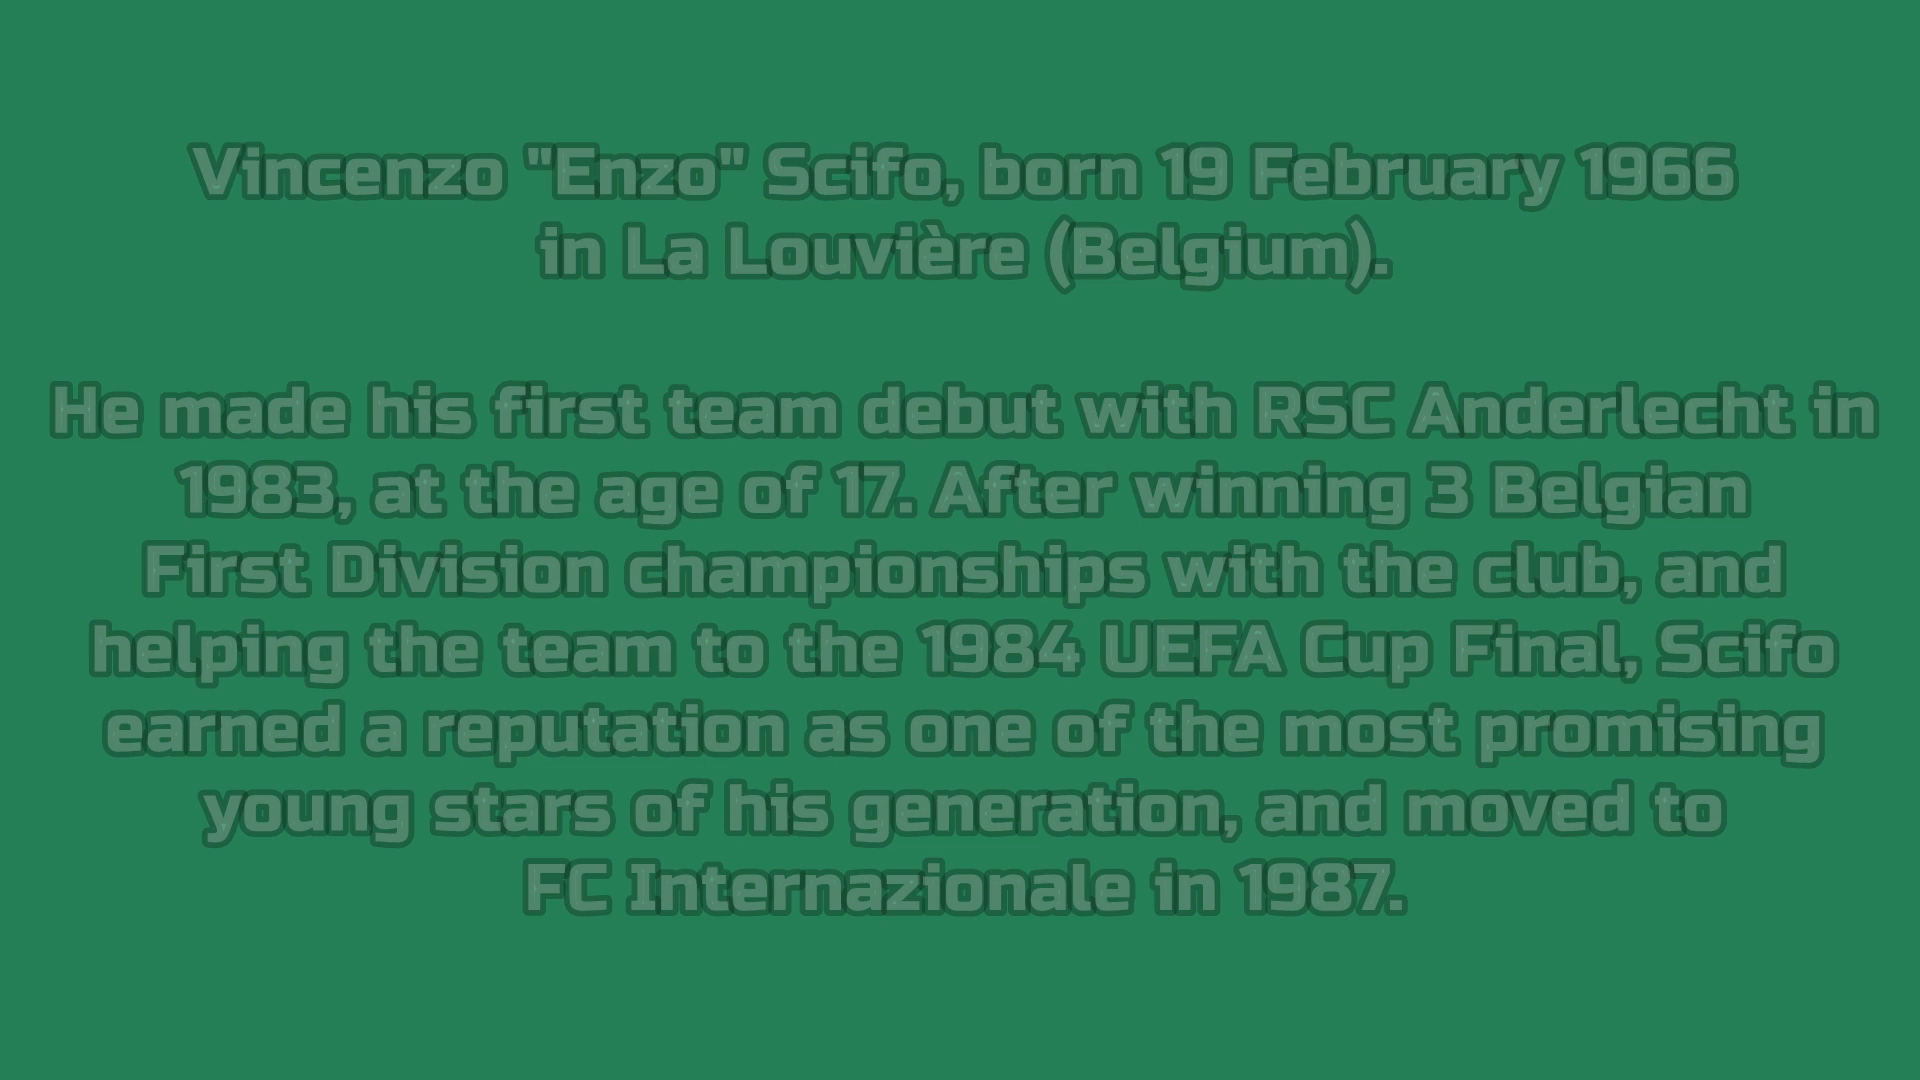 Vincenzo "Enzo" Scifo, born 19 February 1966
in La Louvière (Belgium).
He made his first team debut with RSC Anderlecht in
1983, at the age of 17. After winning 3 Belgian
First Division championships with the club, and
helping the team to the 1984 UEFA Cup Final, Scifo
earned a reputation as one of the most promising
young stars of his generation, and moved to
FC Internazionale in 1987.